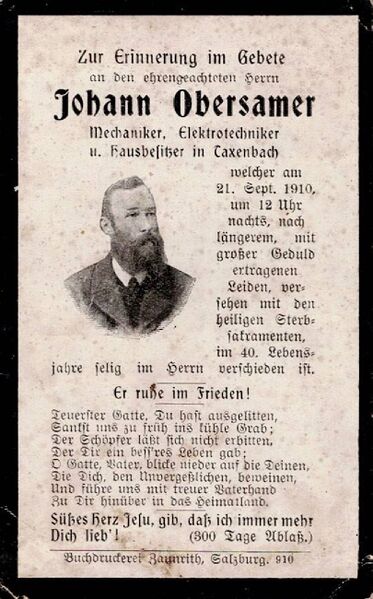 Zur Erinnerung im Gebete
an den ehrengeachteten Herrn
Johann Obersamer
Mechaniker, Elektrotechniker
u. Hausbesitzer in Taxenbach
welcher am
21. Sept. 1910,
um 12 Uhr
nachts, nach
längerem, mit
großer Geduld
ertragenen
Leiden, ver-
sehen mit den
heiligen Sterb-
sakramenten,
im 40. Lebens-
jahre selig im Herrn verschieden ist.
Er ruhe im Frieden!
Teuerster Gatte, Du hast ausgelitten,
Sankst uns zu früh ins kühle Grab;
Der Schöpfer läßt sich nicht erbitten,
Der Dir ein bess'res Leben gab;
O Gatte, Vater, blicke nieder auf die Deinen,
Die Dich, den Unvergeßlichen, beweinen,
Und führe uns mit treuer Vaterhand
Zu Dir hinüber in das Heimatland.
Süßes Herz Jesu, gib, daß ich immer mehr
Dich lieb'! (300 Tage Ablaß.)
Buchdruckerei Zaunrith, Salzburg. 910